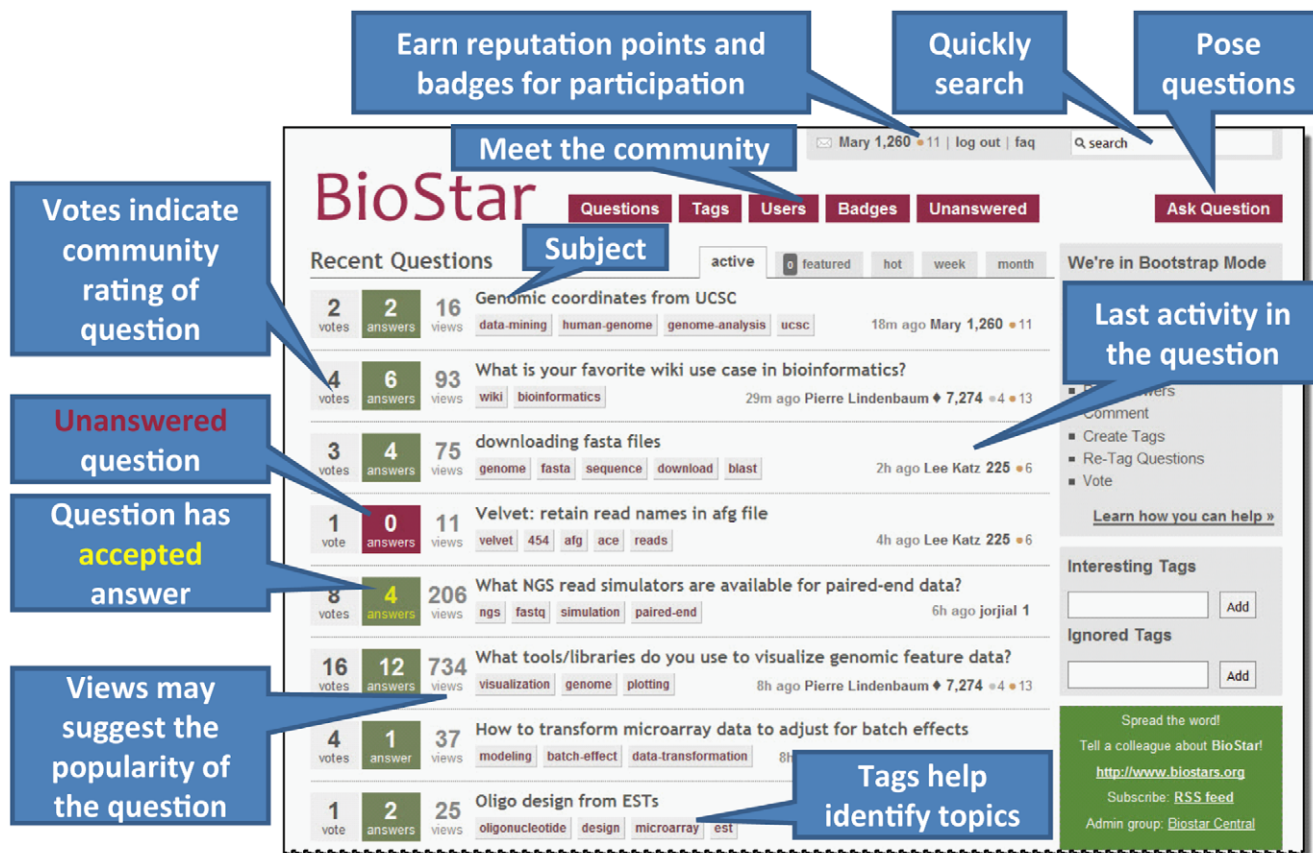 Earn reputation points and
badges for participation
Quickly
search
Pose
questions
Meet the community
Mary 1,260 11 | log out | faq
search
BioStar
Questions
Tags
Users
Badges
Unanswered
Ask Question
Votes indicate
community
rating of
question
Subject
Recent Questions
active
0 featured
hot
week
month
We're in Bootstrap Mode
2 votes
2 answers
16 views
Genomic coordinates from UCSC
data-mining human-genome genome-analysis ucsc
18m ago Mary 1,260 11
Last activity in
the question
4 votes
6 answers
93 views
What is your favorite wiki use case in bioinformatics?
wiki bioinformatics
29m ago Pierre Lindenbaum ♦ 7,274 4 13
Comment
Create Tags
Re-Tag Questions
Vote
Learn how you can help »
Unanswered
question
3 votes
4 answers
75 views
downloading fasta files
genome fasta sequence download blast
2h ago Lee Katz 225 6
Question has
accepted
answer
1 vote
0 answers
11 views
Velvet: retain read names in afg file
velvet 454 afg ace reads
4h ago Lee Katz 225 6
Interesting Tags
Add
Ignored Tags
Add
8 votes
4 answers
206 views
What NGS read simulators are available for paired-end data?
ngs fastq simulation paired-end
6h ago jorjial 1
Views may
suggest the
popularity of
the question
16 votes
12 answers
734 views
What tools/libraries do you use to visualize genomic feature data?
visualization genome plotting
8h ago Pierre Lindenbaum ♦ 7,274 4 13
4 votes
1 answer
37 views
How to transform microarray data to adjust for batch effects
modeling batch-effect data-transformation
Tags help
identify topics
1 vote
2 answers
25 views
Oligo design from ESTs
oligonucleotide design microarray est
Spread the word!
Tell a colleague about BioStar!
http://www.biostars.org
Subscribe: RSS feed
Admin group: Biostar Central